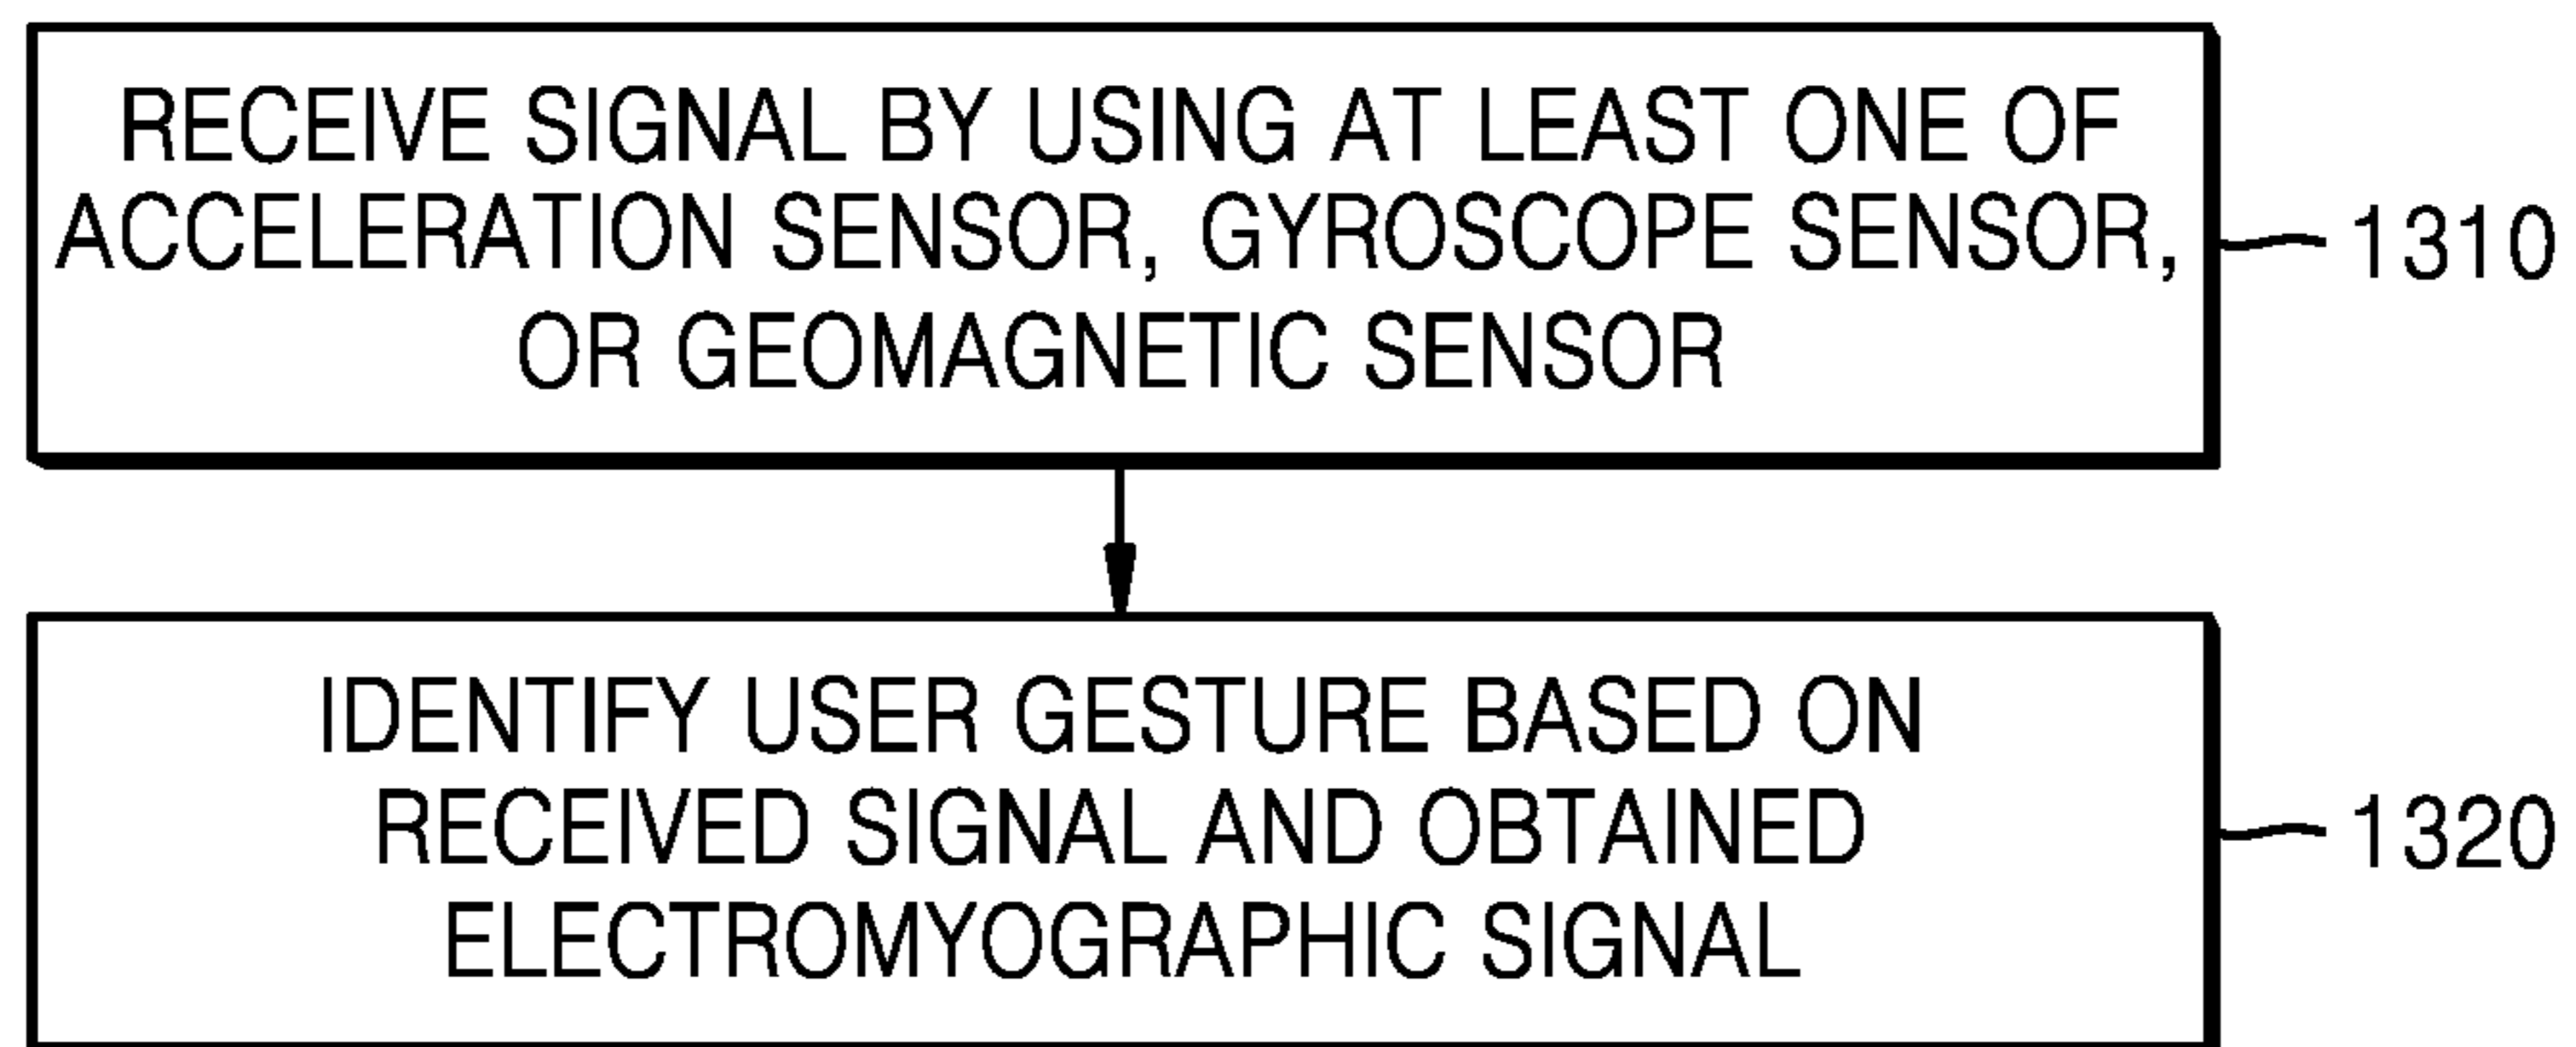 RECEIVE SIGNAL BY USING AT LEAST ONE OF
ACCELERATION SENSOR, GYROSCOPE SENSOR,
OR GEOMAGNETIC SENSOR
1310
IDENTIFY USER GESTURE BASED ON
RECEIVED SIGNAL AND OBTAINED
ELECTROMYOGRAPHIC SIGNAL
1320